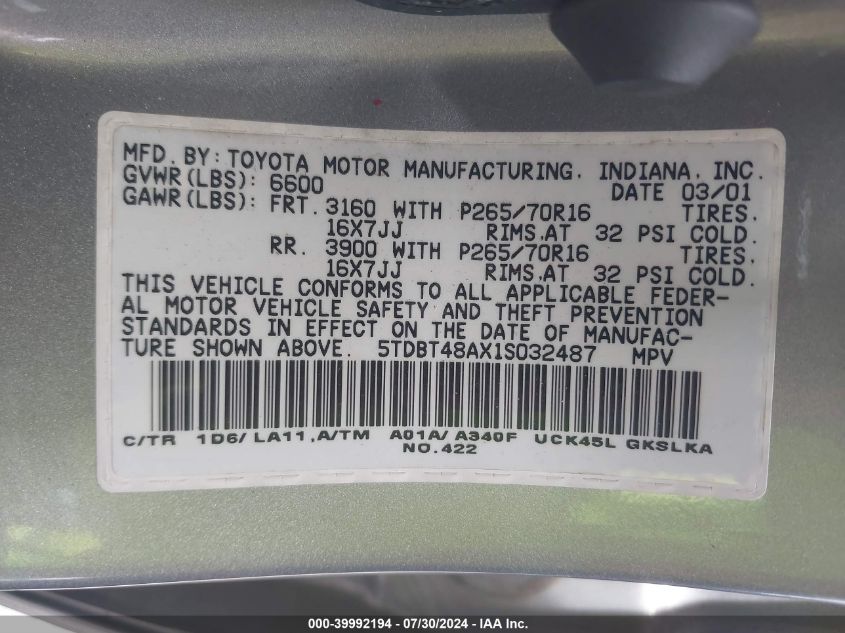 MFD. BY: TOYOTA MOTOR MANUFACTURING. INDIANA, INC.
GVWR(LBS): 6600 DATE 03/01
GAWR(LBS): FRT. 3160 WITH P265/70R16 TIRES.
16X7JJ RIMS.AT 32 PSI COLD.
RR. 3900 WITH P265/70R16 TIRES.
16X7JJ RIMS.AT 32 PSI COLD.
THIS VEHICLE CONFORMS TO ALL APPLICABLE FEDER-
AL MOTOR VEHICLE SAFETY AND THEFT PREVENTION
STANDARDS IN EFFECT ON THE DATE OF MANUFAC-
TURE SHOWN ABOVE. 5TDBT48AX1S032487 MPV
C/TR 1D6/LA11,A/TM A01A/A340F UCK45L GKSLKA
NO.422
000-39992194 - 07/30/2024 - IAA Inc.